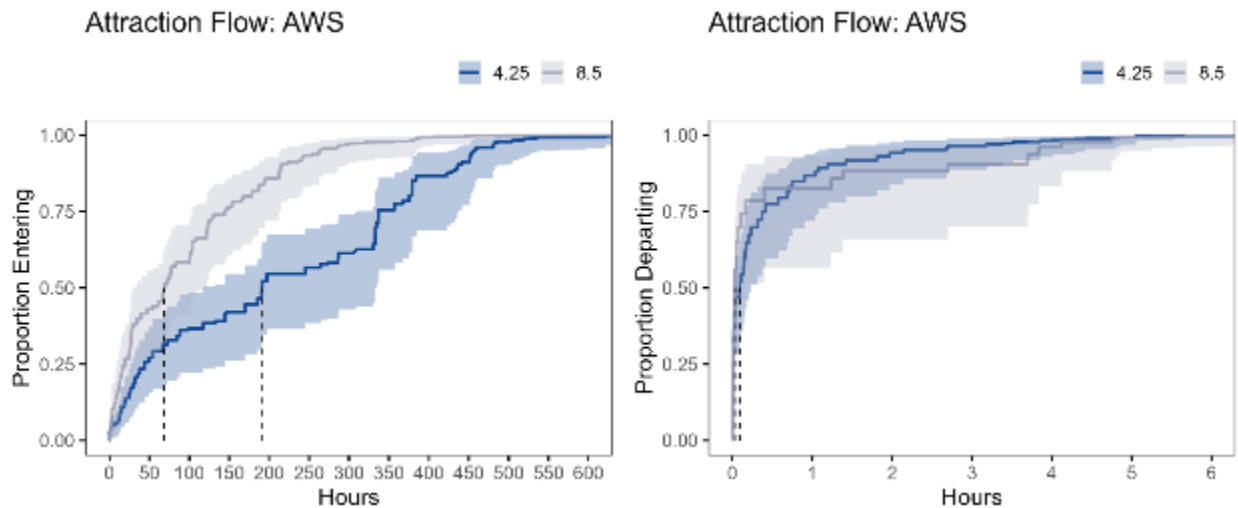 Attraction Flow: AWS
4.25 8.5
Proportion Entering
1.00
0.75
0.50
0.25
0.00
0 50 100 150 200 250 300 350 400 450 500 550 600
Hours
Attraction Flow: AWS
4.25 8.5
Proportion Departing
1.00
0.75
0.50
0.25
0.00
0 1 2 3 4 5 6
Hours